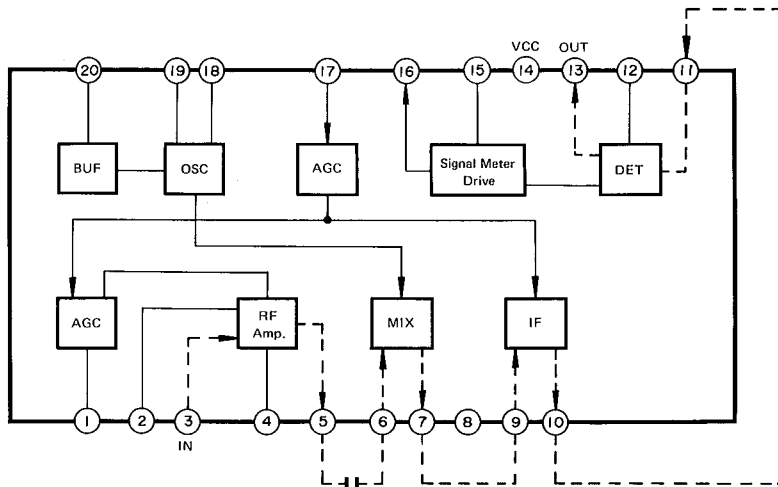 VCC OUT
20 19 18 17 16 15 14 13 12 11
BUF
OSC
AGC
Signal Meter
Drive
DET
AGC
RF
Amp.
MIX
IF
1 2 3 4 5 6 7 8 9 10
IN